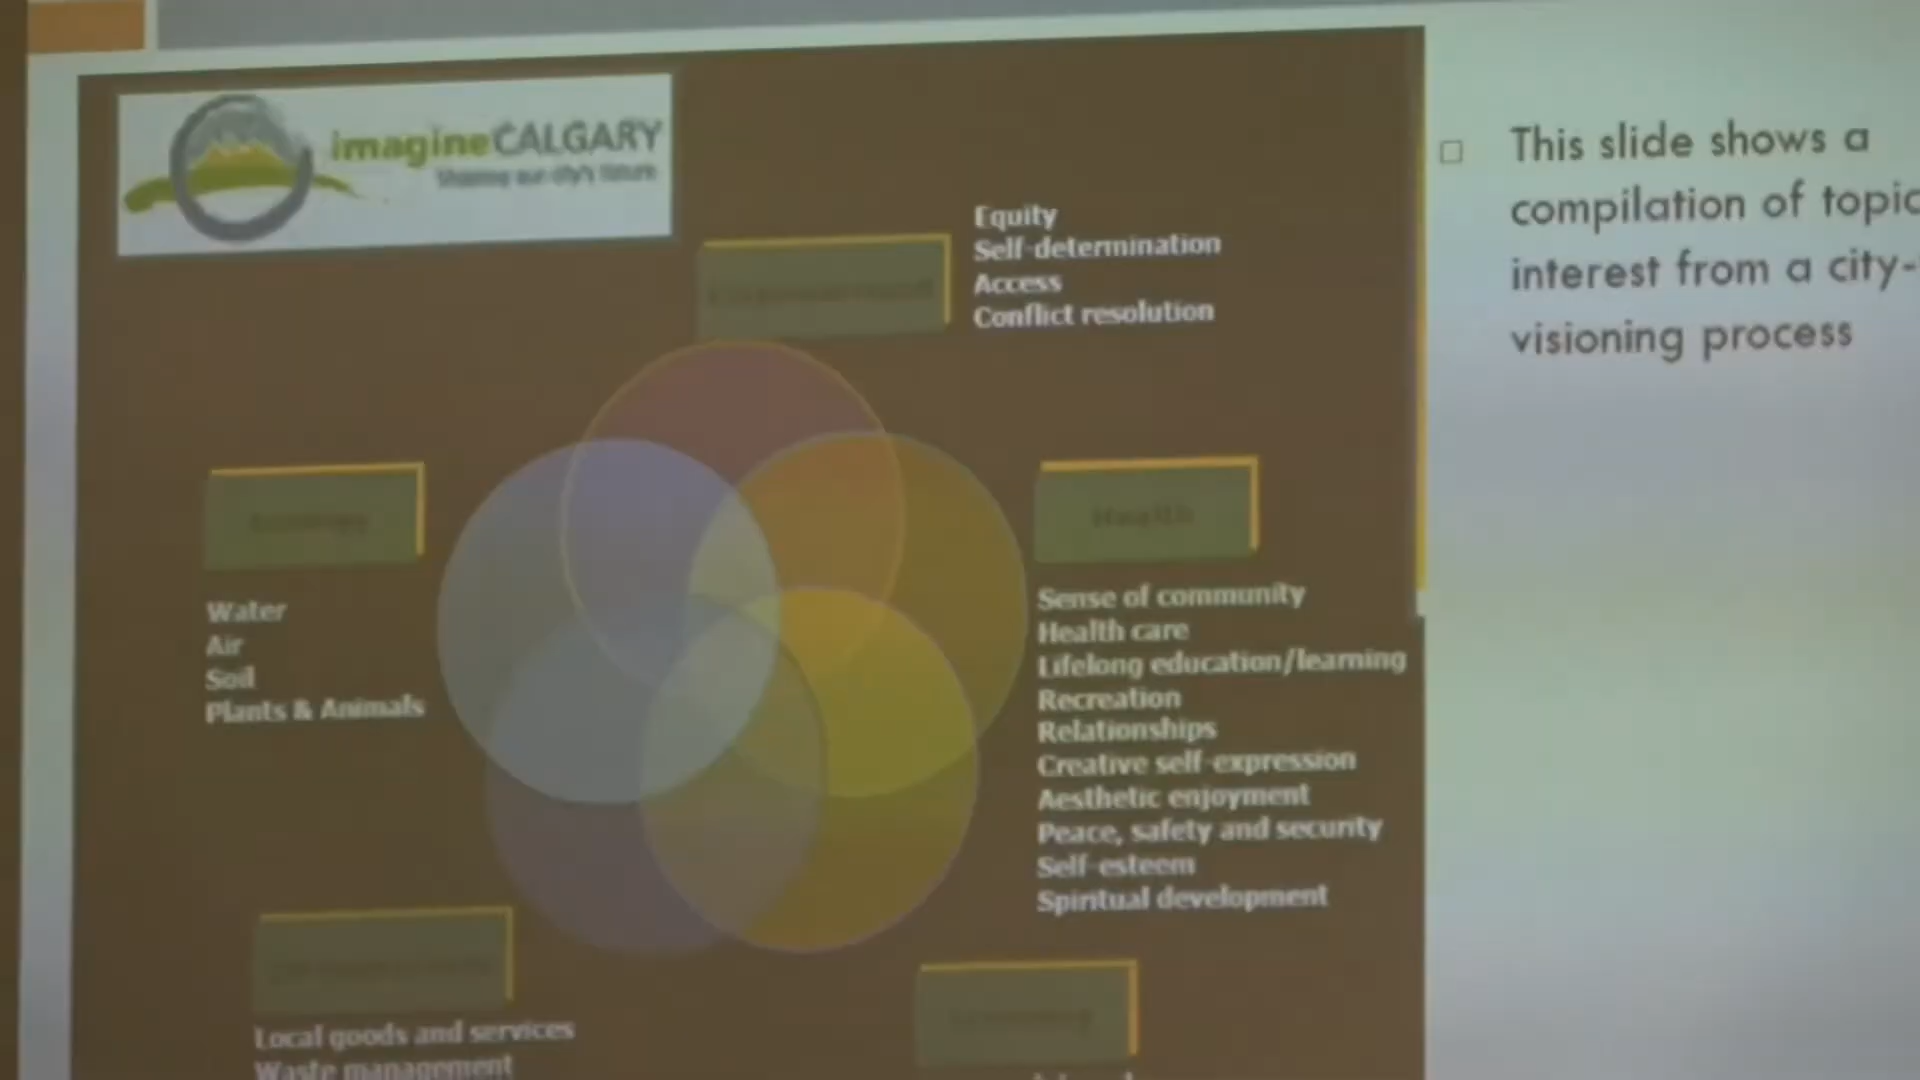 imagineCALGARY
Equity
Self-determination
Access
Conflict resolution
Health
Sense of community
Health care
Lifelong education/learning
Recreation
Relationships
Creative self-expression
Aesthetic enjoyment
Peace, safety and security
Self-esteem
Spiritual development
Water
Air
Soil
Plants & Animals
Local goods and services
Waste management
This slide shows a
compilation of topic
interest from a city-
visioning process